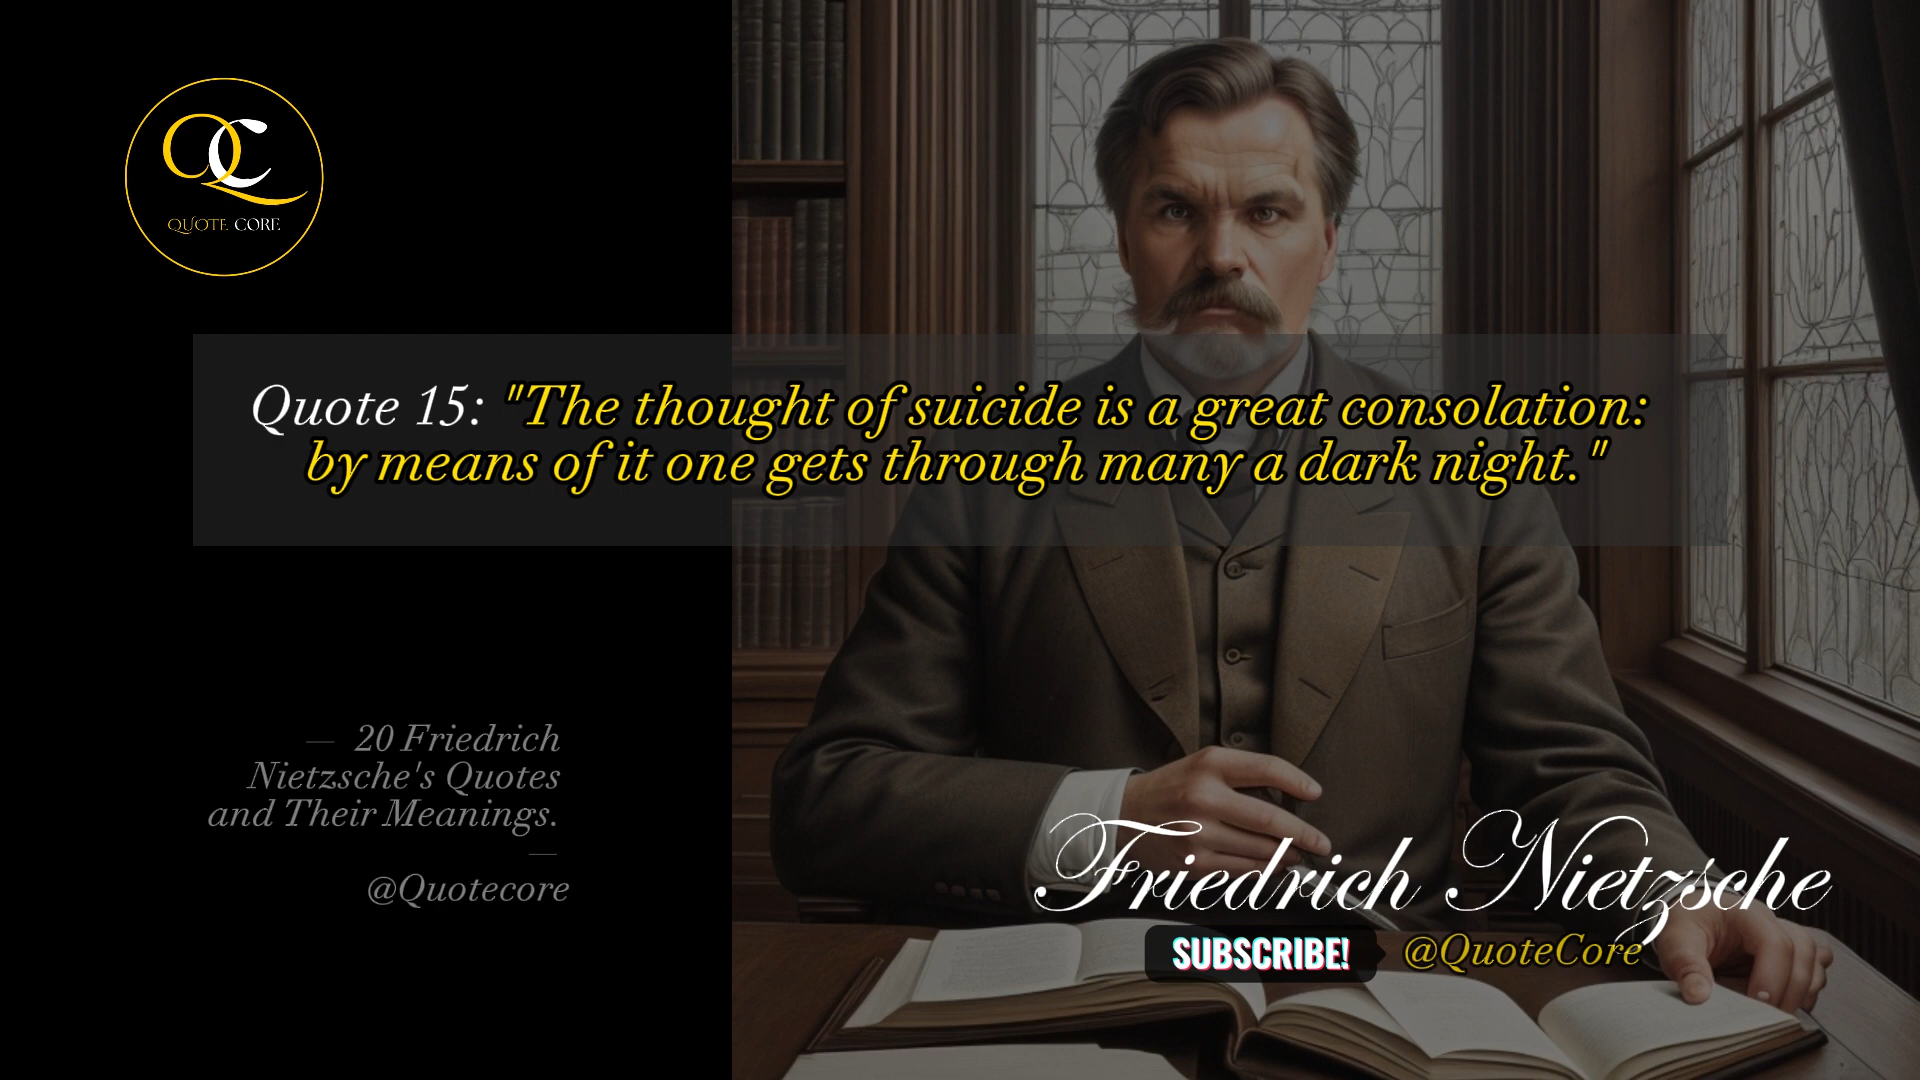 QC
QUOTE CORE
Quote 15: "The thought of suicide is a great consolation:
by means of it one gets through many a dark night."
— 20 Friedrich
Nietzsche's Quotes
and Their Meanings.
—
@Quotecore
Friedrich Nietzsche
SUBSCRIBE!
@QuoteCore